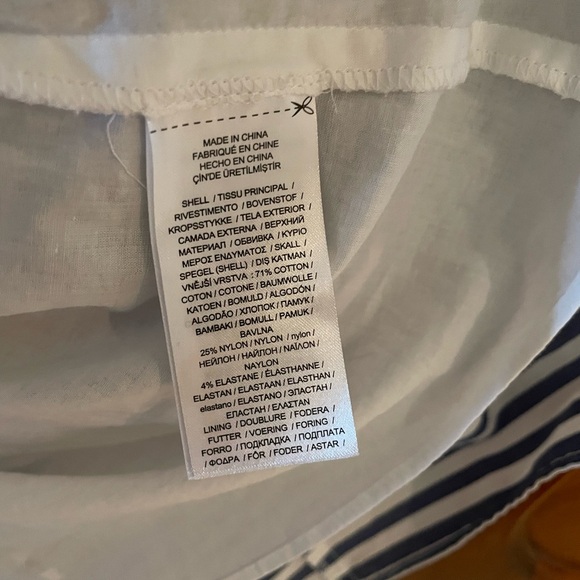 MADE IN CHINA
FABRIQUÉ EN CHINE
HECHO EN CHINA
ÇİN'DE ÜRETİLMİŞTİR
SHELL / TISSU PRINCIPAL /
RIVESTIMENTO / BOVENSTOF /
KROPSSTYKKE / TELA EXTERIOR /
CAMADA EXTERNA / ВЕРХНИЙ
МАТЕРИАЛ / ОБВИВКА / ΚΥΡΙΟ
ΜΕΡΟΣ ΕΝΔΥΜΑΤΟΣ / SKALL /
SPEGEL (SHELL) / DIŞ KATMAN /
VNĚJŠÍ VRSTVA : 71% COTTON /
COTON / COTONE / BAUMWOLLE /
KATOEN / BOMULD / ALGODÓN /
ALGODÃO / ХЛОПОК / ПАМУК /
ΒΑΜΒΑΚΙ / BOMULL / PAMUK /
BAVLNA
25% NYLON / NYLON / nylon /
НЕЙЛОН / НАЙЛОН / ΝΑΪΛΟΝ /
NAYLON
4% ELASTANE / ÉLASTHANNE /
ELASTAN / ELASTAAN / ELASTHAN /
elastano / ELASTANO / ЭЛАСТАН /
ЕЛАСТАН / ΕΛΑΣΤΑΝ
LINING / DOUBLURE / FODERA /
FUTTER / VOERING / FORING /
FORRO / ПОДКЛАДКА / ПОДПЛАТА
/ ΦΟΔΡΑ / FÖR / FODER / ASTAR /